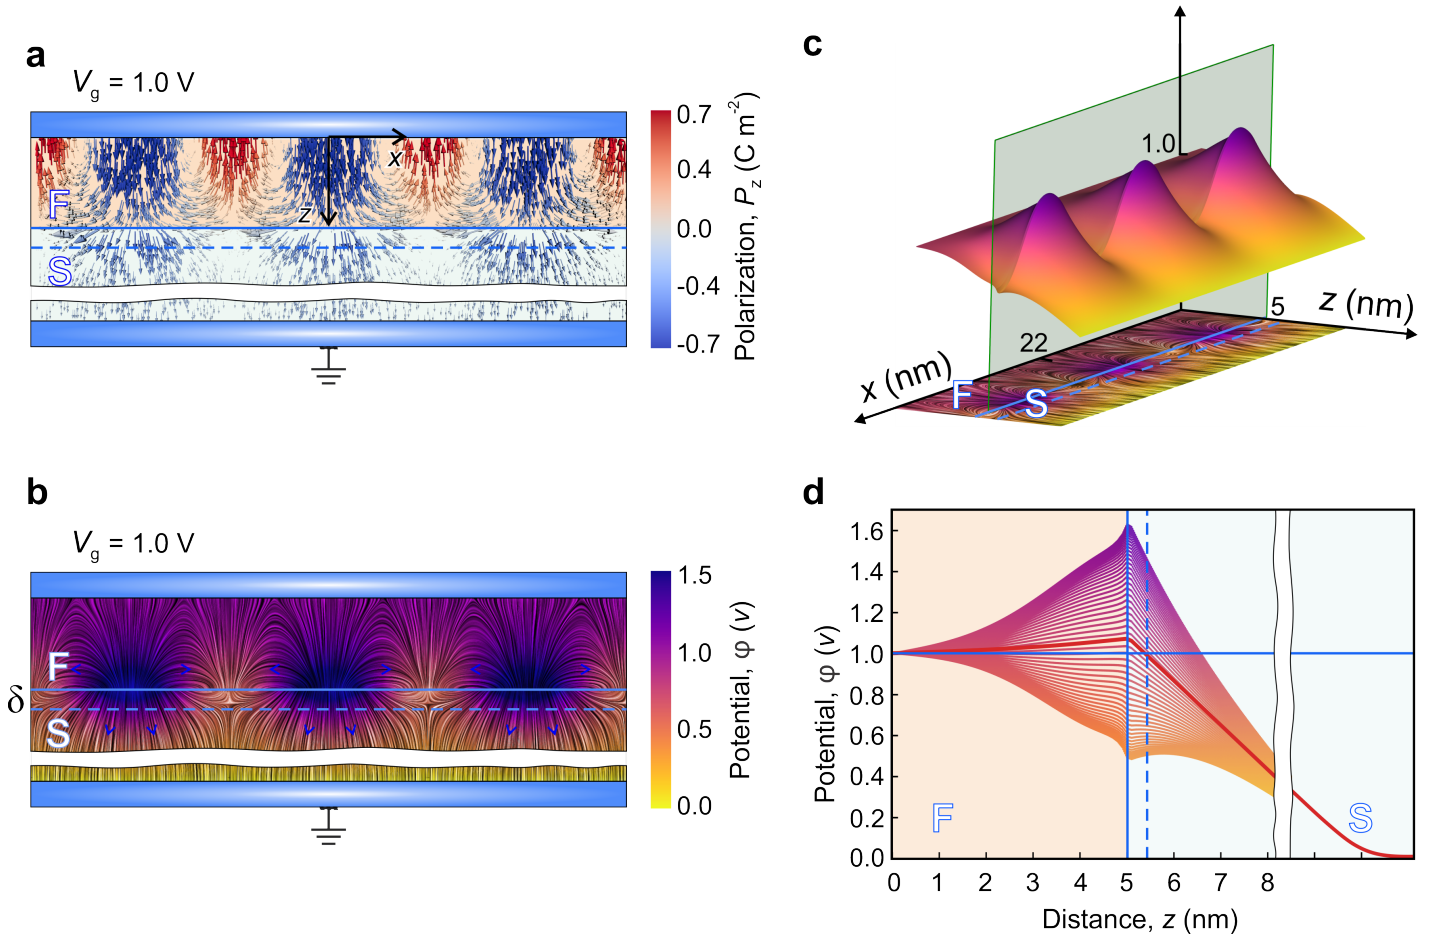 a
V_g = 1.0 V
x
z
F
S
0.7
0.4
0.0
-0.4
-0.7
Polarization, P_z (C m⁻²)
b
V_g = 1.0 V
F
δ
S
1.5
1.0
0.5
0.0
Potential, φ (v)
c
1.0
5
z (nm)
22
x (nm)
F
S
d
1.6
1.4
1.2
1.0
0.8
0.6
0.4
0.2
0.0
Potential, φ (v)
F
S
0 1 2 3 4 5 6 7 8
Distance, z (nm)